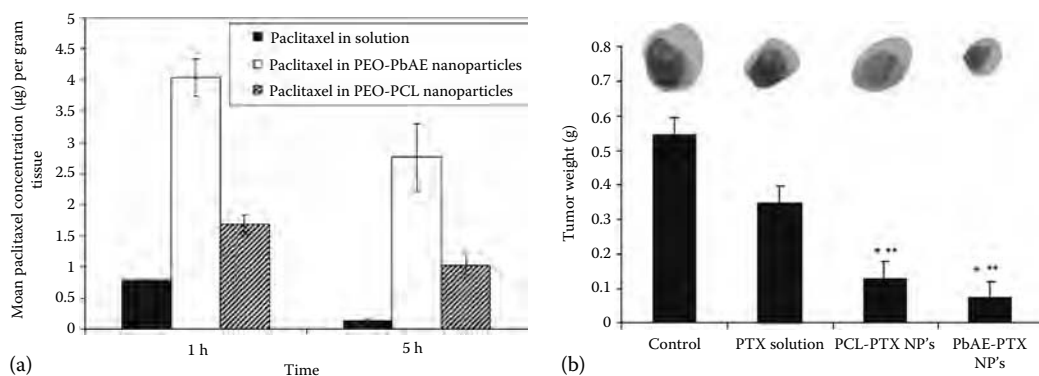 5
4.5
4
3.5
3
2.5
2
1.5
1
0.5
0
Moan paclitaxel concentration (μg) per gram
tissue
Paclitaxel in solution
Paclitaxel in PEO-PbAE nanoparticles
Paclitaxel in PEO-PCL nanoparticles
1 h
5 h
Time
(a)
0.8
0.7
0.6
0.5
0.4
0.3
0.2
0.1
0
Tumor weight (g)
* **
* **
Control
PTX solution
PCL-PTX NP's
PbAE-PTX
NP's
(b)